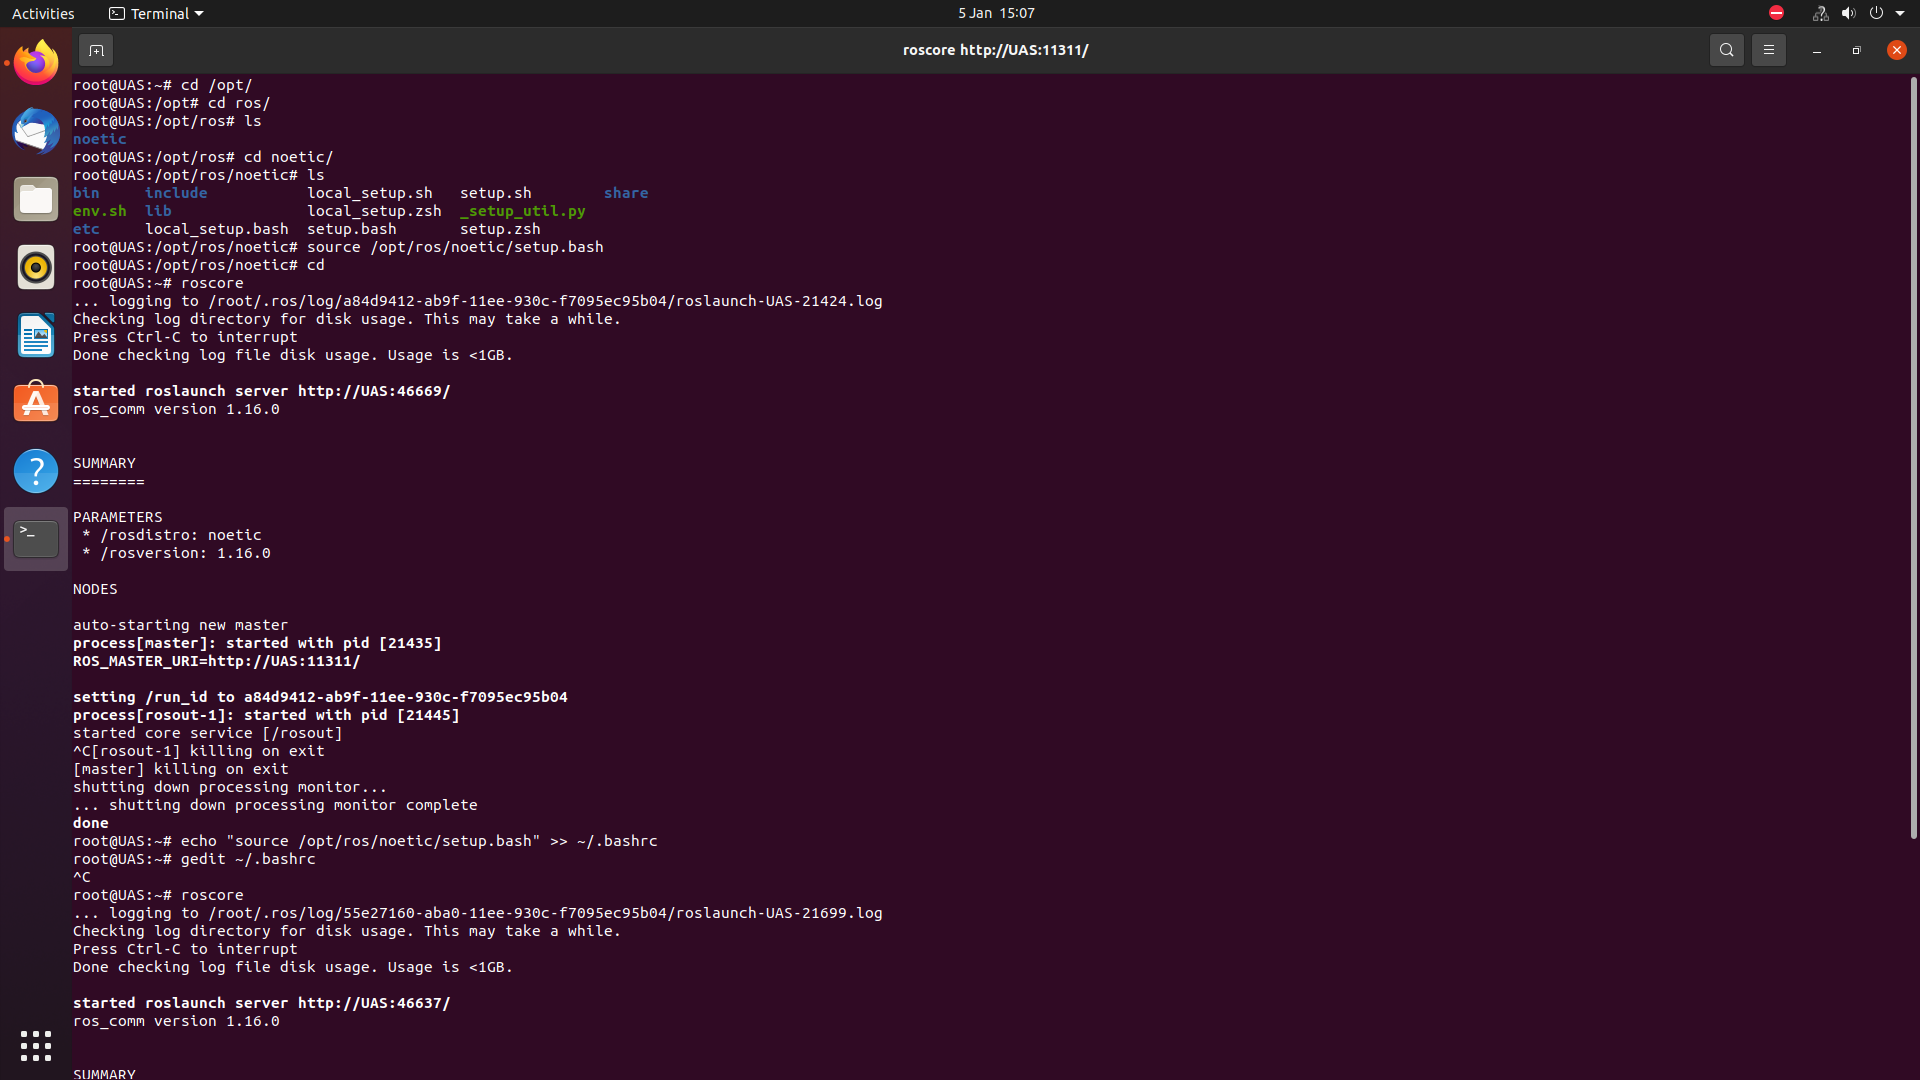 Activities
Terminal
5 Jan 15:07
roscore http://UAS:11311/
root@UAS:~# cd /opt/
root@UAS:/opt# cd ros/
root@UAS:/opt/ros# ls
noetic
root@UAS:/opt/ros# cd noetic/
root@UAS:/opt/ros/noetic# ls
bin     include           local_setup.sh   setup.sh        share
env.sh  lib               local_setup.zsh  _setup_util.py
etc     local_setup.bash  setup.bash       setup.zsh
root@UAS:/opt/ros/noetic# source /opt/ros/noetic/setup.bash
root@UAS:/opt/ros/noetic# cd
root@UAS:~# roscore
... logging to /root/.ros/log/a84d9412-ab9f-11ee-930c-f7095ec95b04/roslaunch-UAS-21424.log
Checking log directory for disk usage. This may take a while.
Press Ctrl-C to interrupt
Done checking log file disk usage. Usage is <1GB.
started roslaunch server http://UAS:46669/
ros_comm version 1.16.0
SUMMARY
========
PARAMETERS
 * /rosdistro: noetic
 * /rosversion: 1.16.0
NODES
auto-starting new master
process[master]: started with pid [21435]
ROS_MASTER_URI=http://UAS:11311/
setting /run_id to a84d9412-ab9f-11ee-930c-f7095ec95b04
process[rosout-1]: started with pid [21445]
started core service [/rosout]
^C[rosout-1] killing on exit
[master] killing on exit
shutting down processing monitor...
... shutting down processing monitor complete
done
root@UAS:~# echo "source /opt/ros/noetic/setup.bash" >> ~/.bashrc
root@UAS:~# gedit ~/.bashrc
^C
root@UAS:~# roscore
... logging to /root/.ros/log/55e27160-aba0-11ee-930c-f7095ec95b04/roslaunch-UAS-21699.log
Checking log directory for disk usage. This may take a while.
Press Ctrl-C to interrupt
Done checking log file disk usage. Usage is <1GB.
started roslaunch server http://UAS:46637/
ros_comm version 1.16.0
SUMMARY